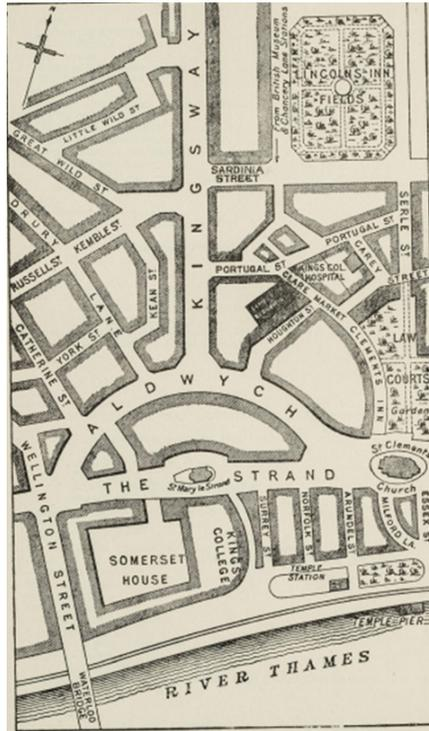 N
KINGSWAY
From British Museum
& Chancery Lane Stations
LINCOLNS INN
FIELDS
LITTLE WILD ST
GREAT WILD ST
SARDINIA
STREET
DRURY
LANE
KEMBLE ST.
RUSSELL ST
SERLE ST
PORTUGAL ST
CAREY
STREET
PORTUGAL ST
KINGS COL.
HOSPITAL
KEAN ST
CLARE MARKET
HOUGHTON ST
CLEMENTS INN
LAW
COURTS
Garden
YORK ST
CATHERINE ST
ALDWYCH
WELLINGTON STREET
THE STRAND
St Mary le Strand
St Clements
Church
SURREY ST
NORFOLK ST
ARUNDEL ST
MILFORD LA.
ESSEX ST
KINGS
COLLEGE
SOMERSET
HOUSE
TEMPLE
STATION
TEMPLE PIER
RIVER THAMES
WATERLOO
BRIDGE